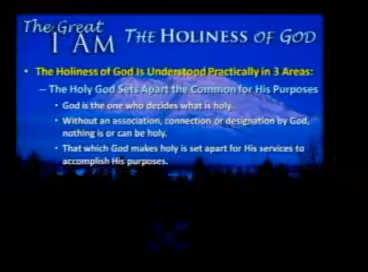 The Great
I AM THE HOLINESS OF GOD
• The Holiness of God Is Understood Practically in 3 Areas:
– The Holy God Sets Apart the Common for His Purposes
• God is the one who decides what is holy.
• Without an association, connection or designation by God,
nothing is or can be holy.
• That which God makes holy is set apart for His services to
accomplish His purposes.